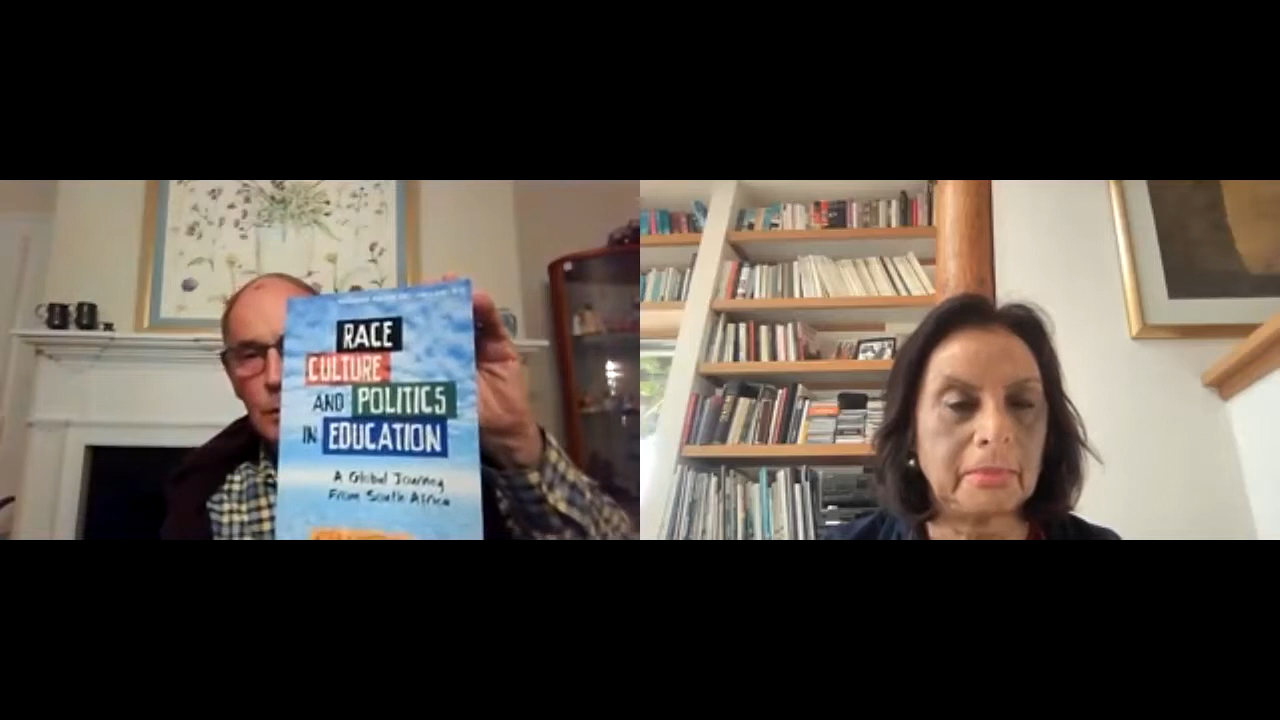 RACE
CULTURE
AND POLITICS
IN EDUCATION
A Global Journey
From South Africa